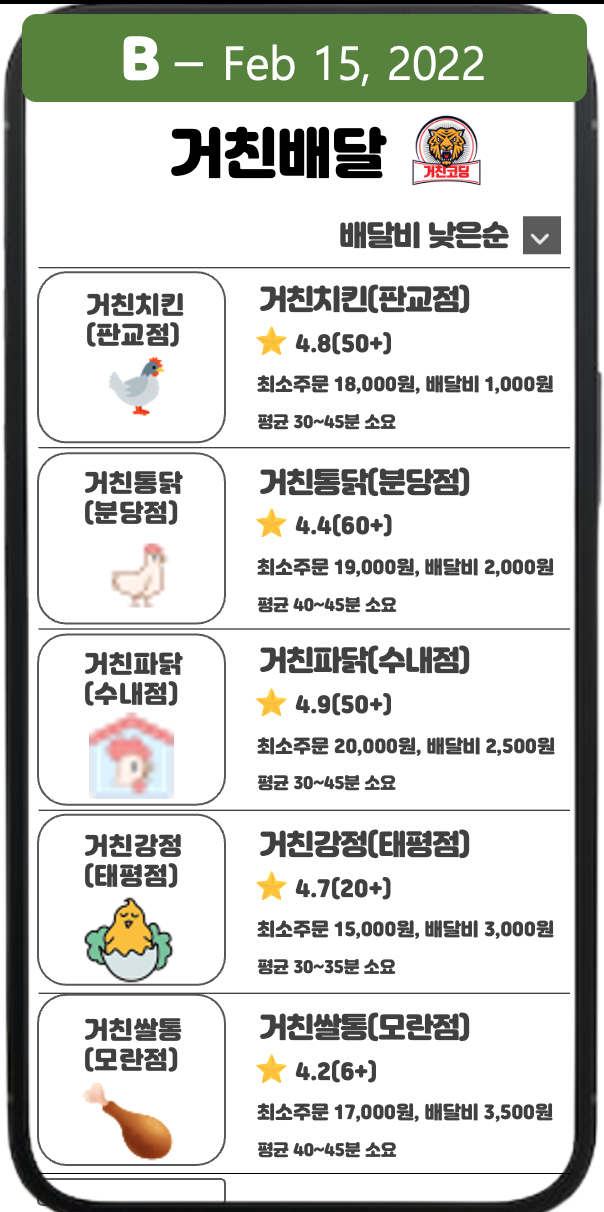 B – Feb 15, 2022
거친배달
거친코딩
배달비 낮은순
거친치킨
(판교점)
거친치킨(판교점)
4.8(50+)
최소주문 18,000원, 배달비 1,000원
평균 30~45분 소요
거친통닭
(분당점)
거친통닭(분당점)
4.4(60+)
최소주문 19,000원, 배달비 2,000원
평균 40~45분 소요
거친파닭
(수내점)
거친파닭(수내점)
4.9(50+)
최소주문 20,000원, 배달비 2,500원
평균 30~45분 소요
거친강정
(태평점)
거친강정(태평점)
4.7(20+)
최소주문 15,000원, 배달비 3,000원
평균 30~35분 소요
거친쌀통
(모란점)
거친쌀통(모란점)
4.2(6+)
최소주문 17,000원, 배달비 3,500원
평균 40~45분 소요